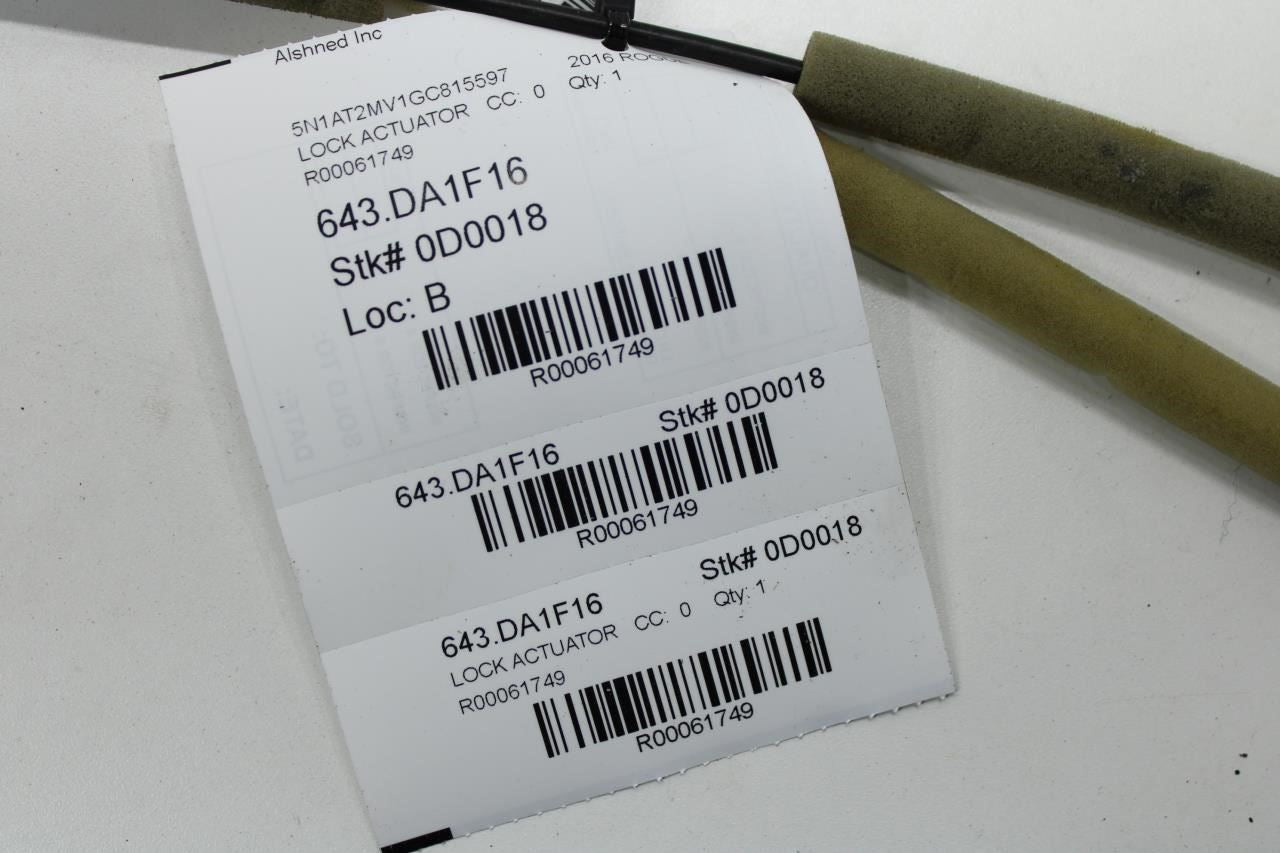 Alshned Inc
2016 ROGUE
5N1AT2MV1GC815597
LOCK ACTUATOR CC: 0 Qty: 1
R00061749
643.DA1F16
Stk# 0D0018
Loc: B
R00061749
643.DA1F16 Stk# 0D0018
R00061749
643.DA1F16 Stk# 0D0018
LOCK ACTUATOR CC: 0 Qty: 1
R00061749
R00061749